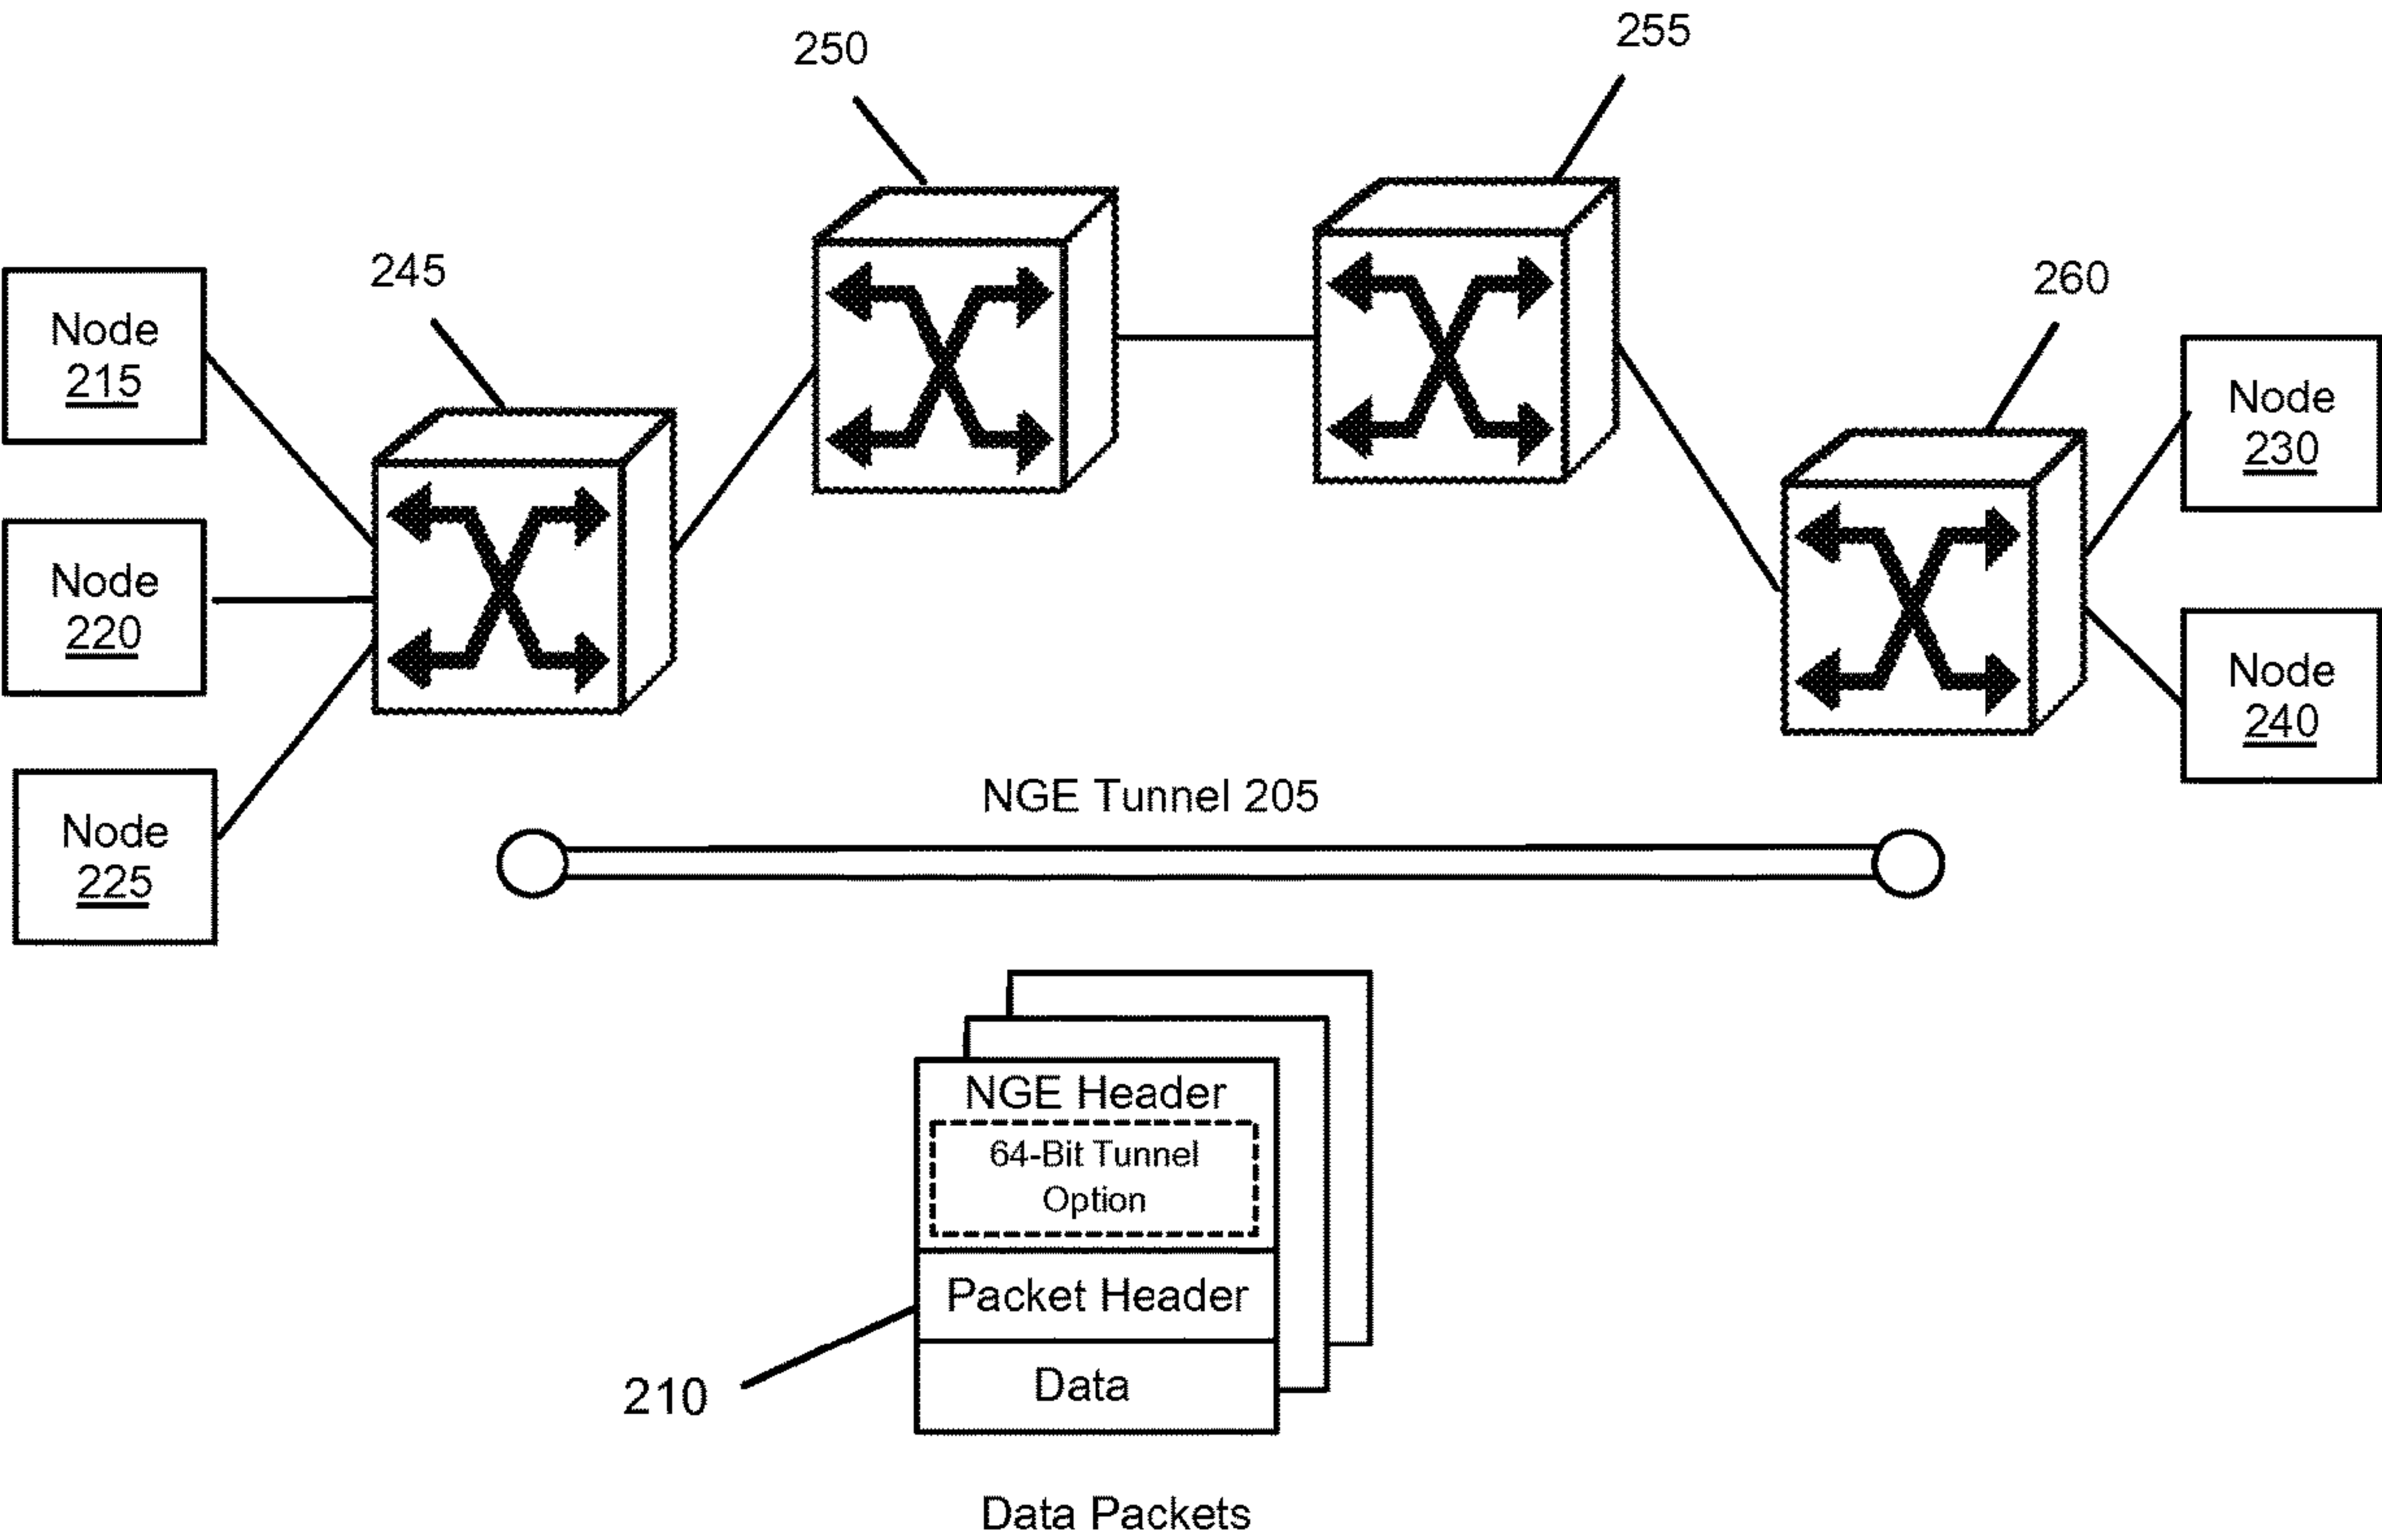 250
255
245
260
Node
215
Node
230
Node
220
Node
240
Node
225
NGE Tunnel 205
NGE Header
64-Bit Tunnel
Option
Packet Header
210
Data
Data Packets